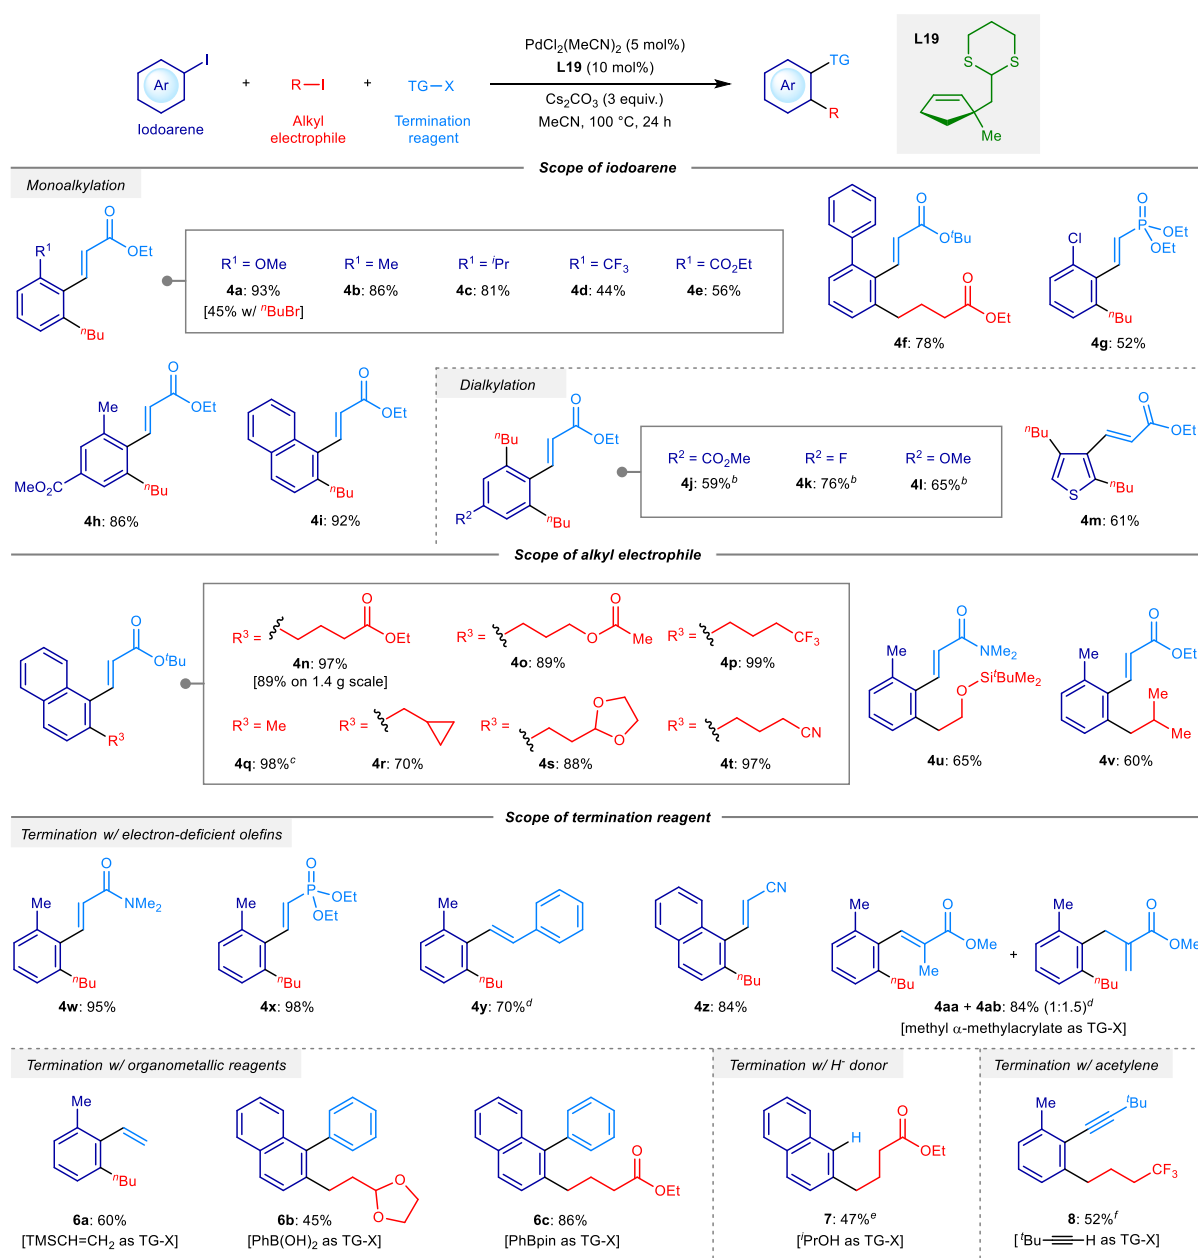 I
Ar
Iodoarene
+
R–I
Alkyl
electrophile
+
TG–X
Termination
reagent
PdCl2(MeCN)2 (5 mol%)
L19 (10 mol%)
Cs2CO3 (3 equiv.)
MeCN, 100 °C, 24 h
TG
Ar
R
L19
S S
Me
Scope of iodoarene
Monoalkylation
O
OEt
R1
nBu
R1 = OMe R1 = Me R1 = iPr R1 = CF3 R1 = CO2Et
4a: 93% 4b: 86% 4c: 81% 4d: 44% 4e: 56%
[45% w/ nBuBr]
O
OtBu
O
OEt
4f: 78%
O
P OEt
OEt
Cl
nBu
4g: 52%
O
Me OEt
MeO2C
nBu
4h: 86%
O
OEt
nBu
4i: 92%
Dialkylation
O
nBu OEt
R2
nBu
R2 = CO2Me R2 = F R2 = OMe
4j: 59%b 4k: 76%b 4l: 65%b
O
OEt
nBu
S
nBu
4m: 61%
Scope of alkyl electrophile
O
OtBu
R3
R3 =
O
OEt
4n: 97%
[89% on 1.4 g scale]
R3 =
O
O
Me
4o: 89%
R3 =
CF3
4p: 99%
R3 = Me
4q: 98%c
R3 =
4r: 70%
R3 =
O
O
4s: 88%
R3 =
CN
4t: 97%
O
Me NMe2
SitBuMe2
O
4u: 65%
O
OEt
Me
Me
Me
4v: 60%
Scope of termination reagent
Termination w/ electron-deficient olefins
O
Me NMe2
nBu
4w: 95%
O
P OEt
OEt
Me
nBu
4x: 98%
Me
nBu
4y: 70%d
CN
nBu
4z: 84%
Me O
OMe
Me
nBu
+
Me O
OMe
nBu
4aa + 4ab: 84% (1:1.5)d
[methyl α-methylacrylate as TG-X]
Termination w/ organometallic reagents
Me
nBu
6a: 60%
[TMSCH=CH2 as TG-X]
O
O
6b: 45%
[PhB(OH)2 as TG-X]
O
OEt
6c: 86%
[PhBpin as TG-X]
Termination w/ H- donor
H
O
OEt
7: 47%e
[iPrOH as TG-X]
Termination w/ acetylene
tBu
Me
CF3
8: 52%f
[tBu H as TG-X]